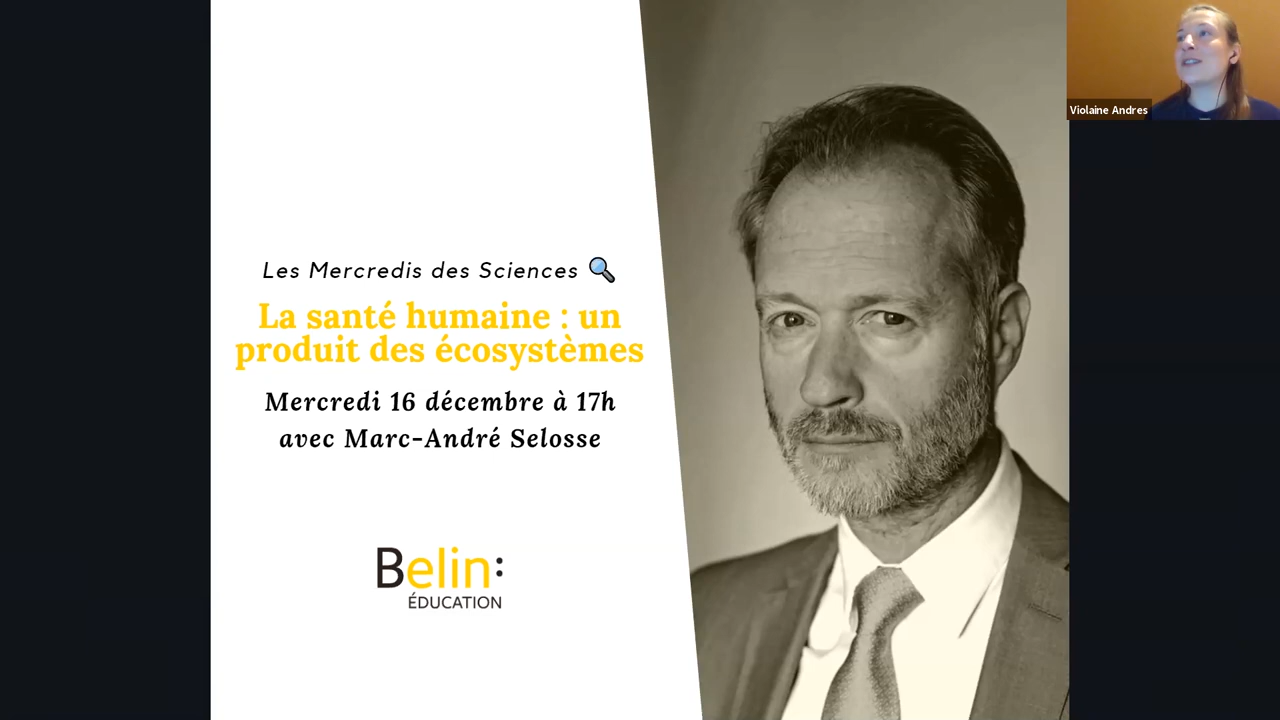 Violaine Andres
Les Mercredis des Sciences
La santé humaine : un
produit des écosystèmes
Mercredi 16 décembre à 17h
avec Marc-André Selosse
Belin:
ÉDUCATION